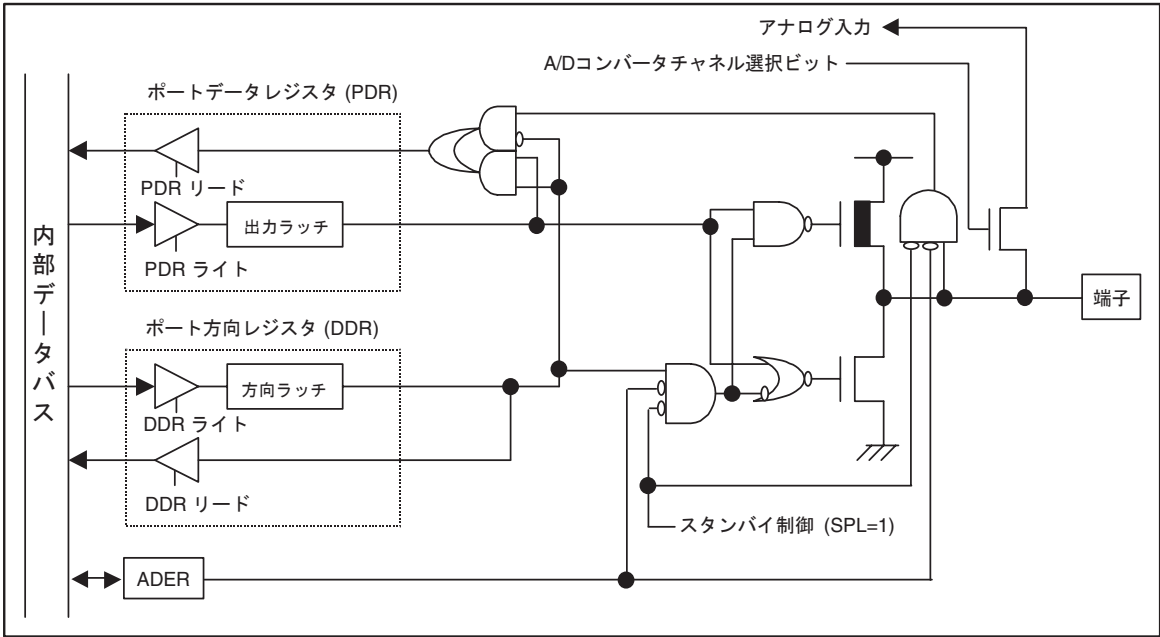 アナログ入力
A/Dコンバータチャネル選択ビット
ポートデータレジスタ (PDR)
PDR リード
出力ラッチ
PDR ライト
内部データバス
端子
ポート方向レジスタ (DDR)
方向ラッチ
DDR ライト
DDR リード
スタンバイ制御 (SPL=1)
ADER